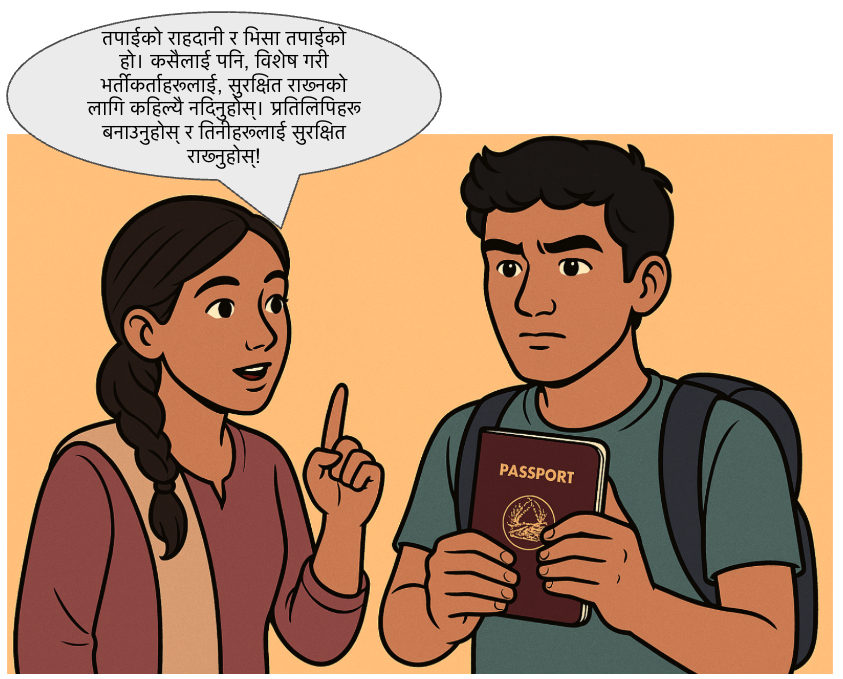 तपाईको राहदानी र भिसा तपाईको
हो। कसैलाई पनि, विशेष गरी
भर्तीकर्ताहरूलाई, सुरक्षित राख्नको
लागि कहिल्यै नदिनुहोस्। प्रतिलिपिहरू
बनाउनुहोस् र तिनीहरूलाई सुरक्षित
राख्नुहोस्!
PASSPORT